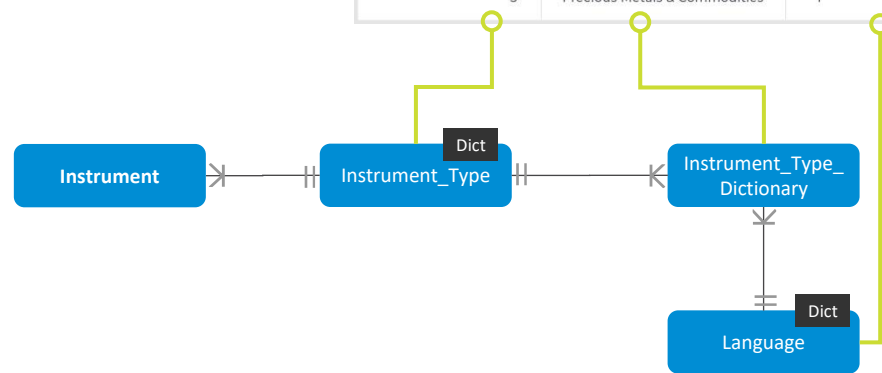 Precious Metals & Commodities
Dict
Instrument
Instrument_Type
Instrument_Type_
Dictionary
Dict
Language